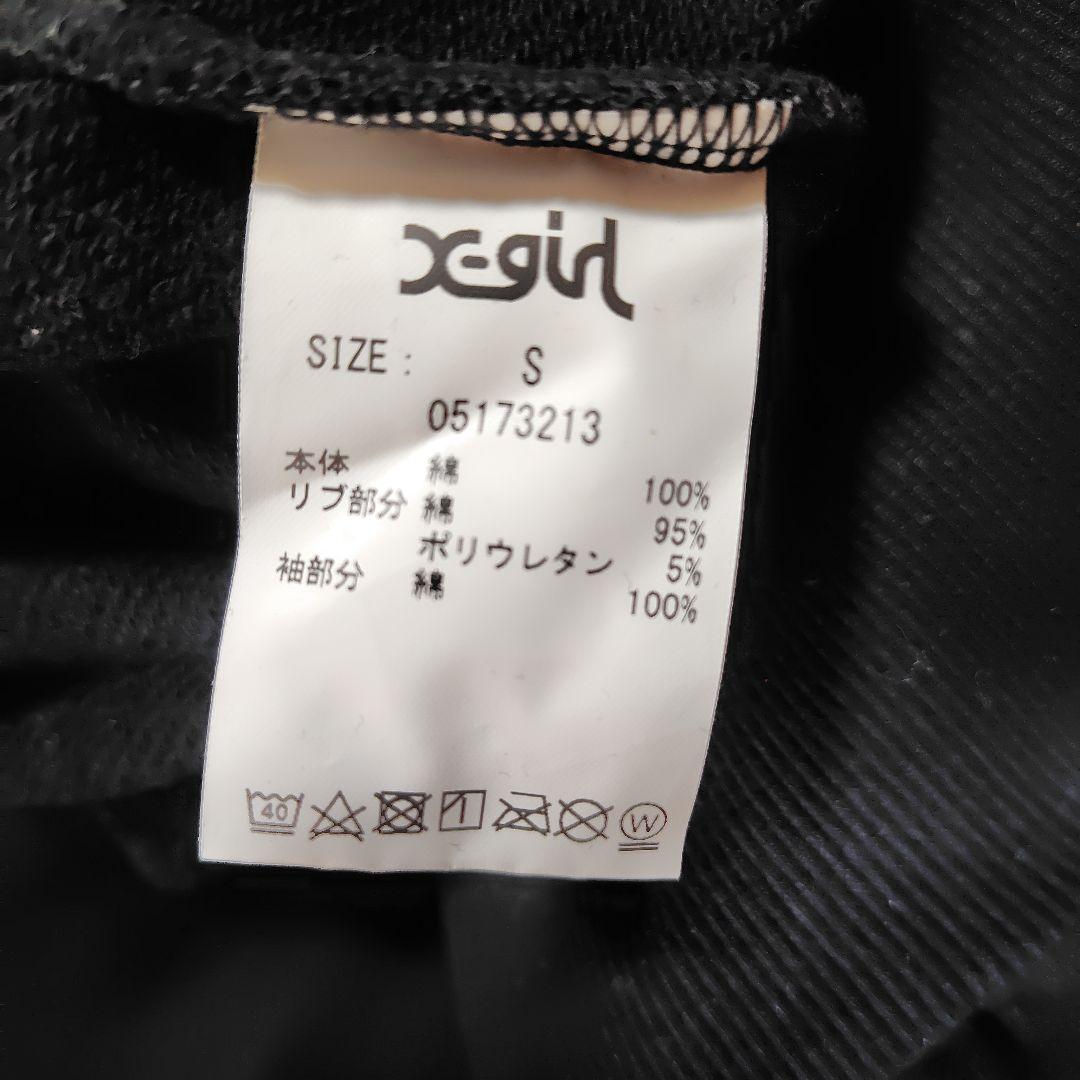 X-girl
SIZE : S
05173213
本体 綿 100%
リブ部分 綿 95%
ポリウレタン 5%
袖部分 綿 100%
40 W